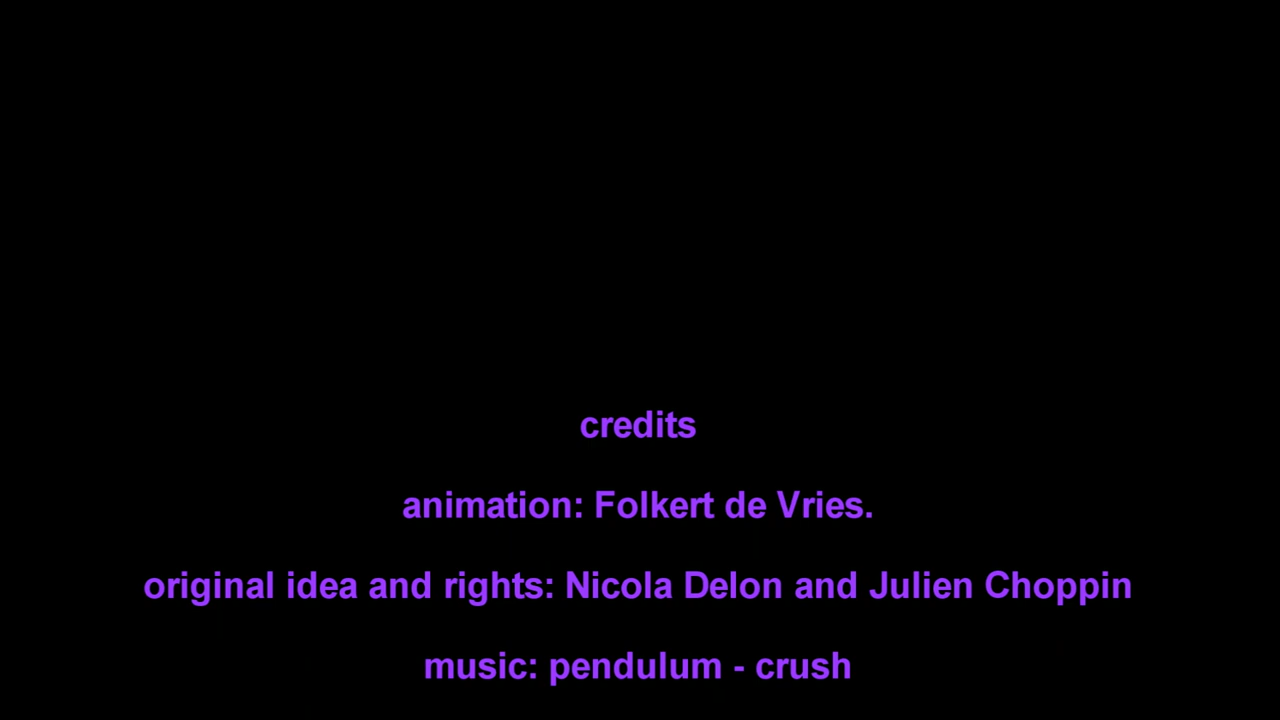 credits
animation: Folkert de Vries.
original idea and rights: Nicola Delon and Julien Choppin
music: pendulum - crush